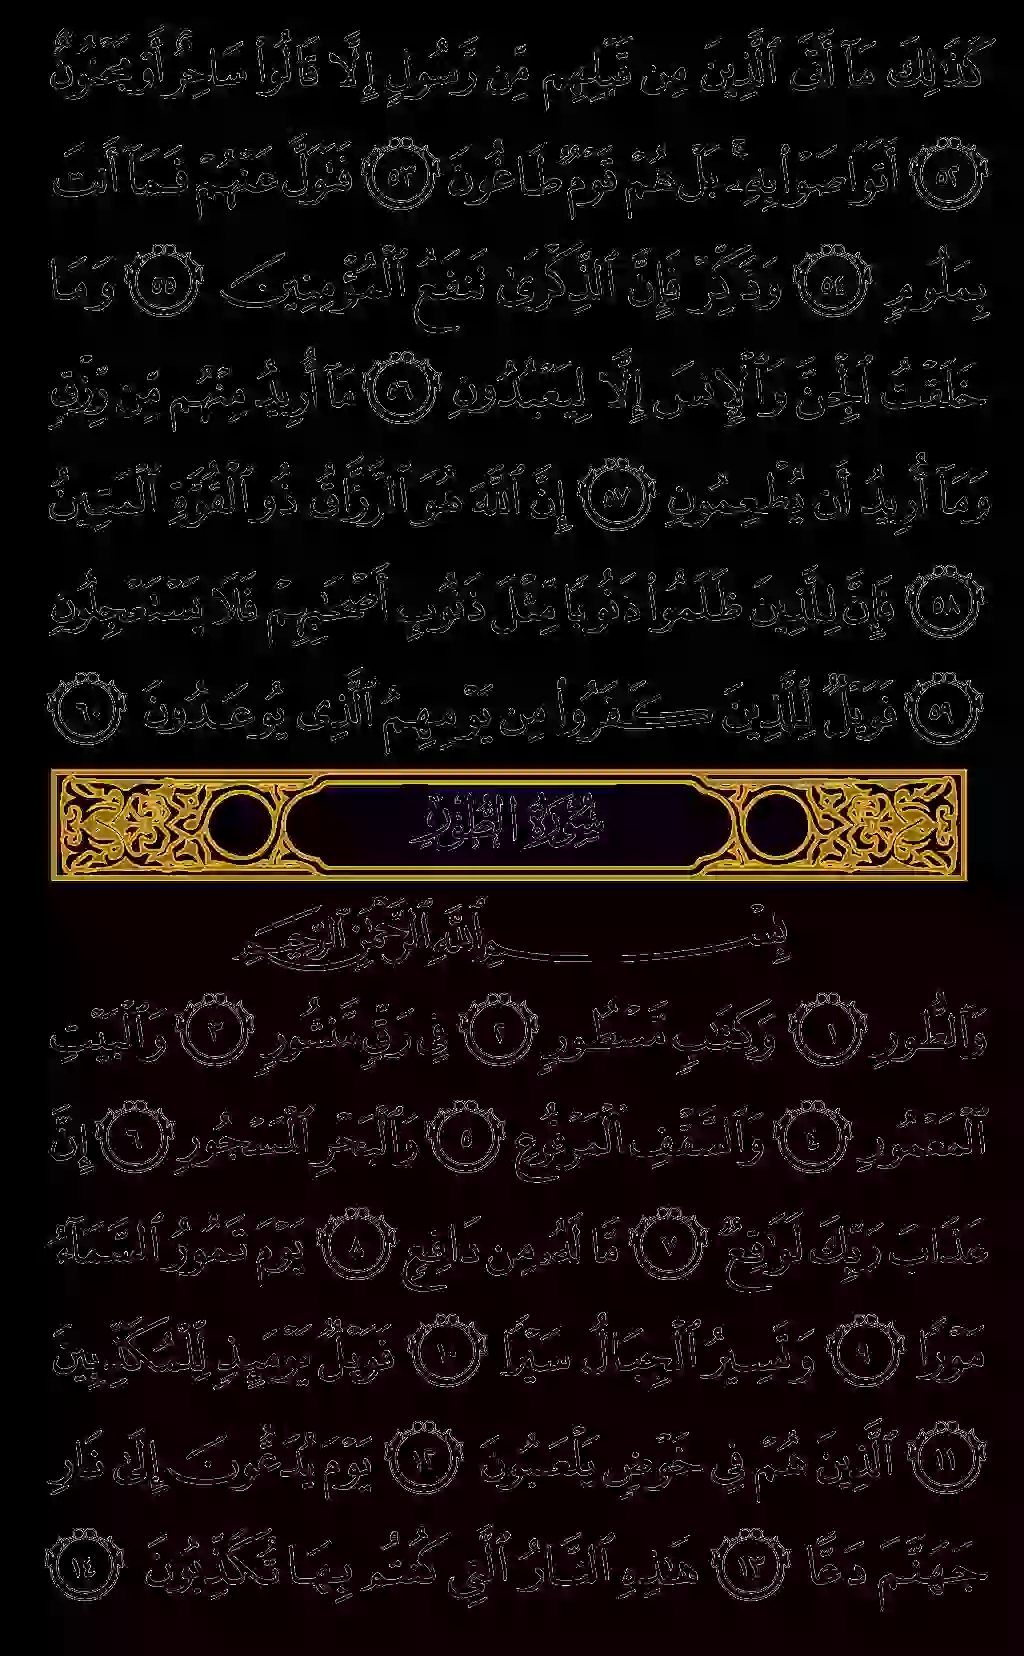 كَذَٰلِكَ مَآ أَتَى ٱلَّذِينَ مِن قَبْلِهِم مِّن رَّسُولٍ إِلَّا قَالُوا۟ سَاحِرٌ أَوْ مَجْنُونٌ
٥٢ أَتَوَاصَوْا۟ بِهِۦ ۚ بَلْ هُمْ قَوْمٌ طَاغُونَ ٥٣ فَتَوَلَّ عَنْهُمْ فَمَآ أَنتَ
بِمَلُومٍ ٥٤ وَذَكِّرْ فَإِنَّ ٱلذِّكْرَىٰ تَنفَعُ ٱلْمُؤْمِنِينَ ٥٥ وَمَا
خَلَقْتُ ٱلْجِنَّ وَٱلْإِنسَ إِلَّا لِيَعْبُدُونِ ٥٦ مَآ أُرِيدُ مِنْهُم مِّن رِّزْقٍ
وَمَآ أُرِيدُ أَن يُطْعِمُونِ ٥٧ إِنَّ ٱللَّهَ هُوَ ٱلرَّزَّاقُ ذُو ٱلْقُوَّةِ ٱلْمَتِينُ
٥٨ فَإِنَّ لِلَّذِينَ ظَلَمُوا۟ ذَنُوبًا مِّثْلَ ذَنُوبِ أَصْحَٰبِهِمْ فَلَا يَسْتَعْجِلُونِ
٥٩ فَوَيْلٌ لِّلَّذِينَ كَفَرُوا۟ مِن يَوْمِهِمُ ٱلَّذِى يُوعَدُونَ ٦٠
سُورَةُ الطُّورِ
بِسْمِ ٱللَّهِ ٱلرَّحْمَٰنِ ٱلرَّحِيمِ
وَٱلطُّورِ ١ وَكِتَٰبٍ مَّسْطُورٍ ٢ فِى رَقٍّ مَّنشُورٍ ٣ وَٱلْبَيْتِ
ٱلْمَعْمُورِ ٤ وَٱلسَّقْفِ ٱلْمَرْفُوعِ ٥ وَٱلْبَحْرِ ٱلْمَسْجُورِ ٦ إِنَّ
عَذَابَ رَبِّكَ لَوَٰقِعٌ ٧ مَّا لَهُۥ مِن دَافِعٍ ٨ يَوْمَ تَمُورُ ٱلسَّمَآءُ
مَوْرًا ٩ وَتَسِيرُ ٱلْجِبَالُ سَيْرًا ١٠ فَوَيْلٌ يَوْمَئِذٍ لِّلْمُكَذِّبِينَ
١١ ٱلَّذِينَ هُمْ فِى خَوْضٍ يَلْعَبُونَ ١٢ يَوْمَ يُدَعُّونَ إِلَىٰ نَارِ
جَهَنَّمَ دَعًّا ١٣ هَٰذِهِ ٱلنَّارُ ٱلَّتِى كُنتُم بِهَا تُكَذِّبُونَ ١٤